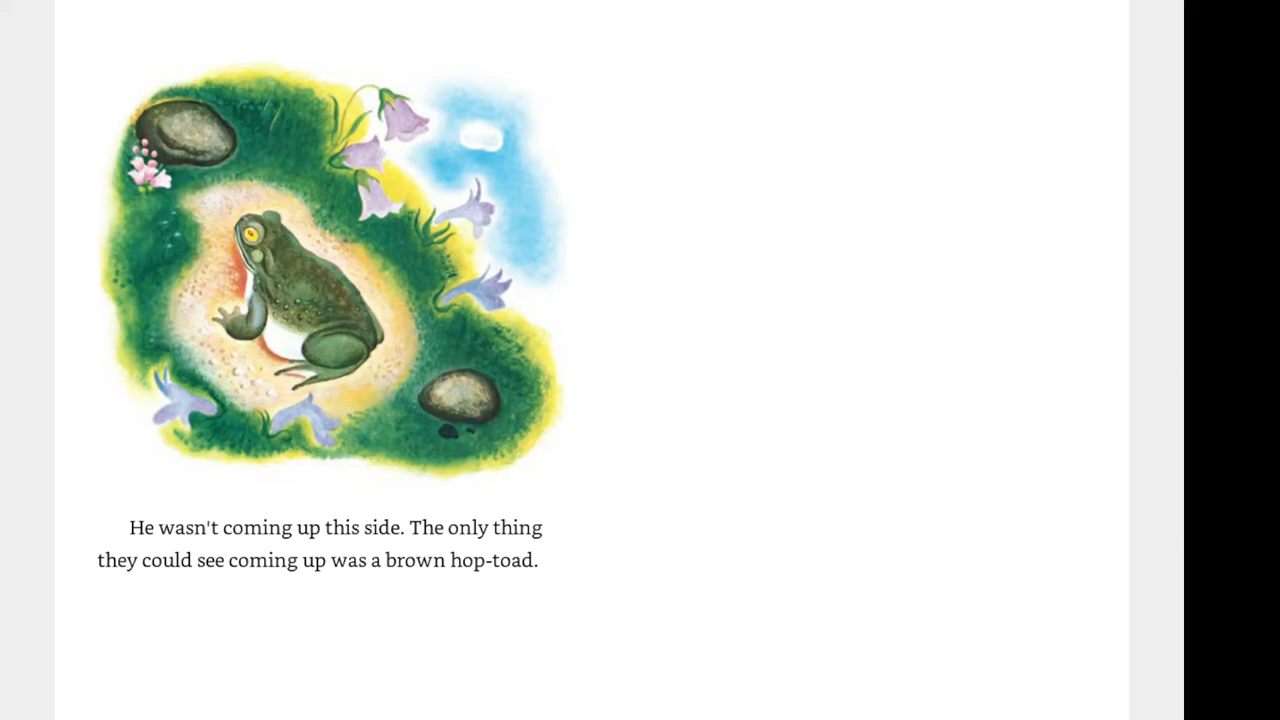 He wasn't coming up this side. The only thing
they could see coming up was a brown hop-toad.